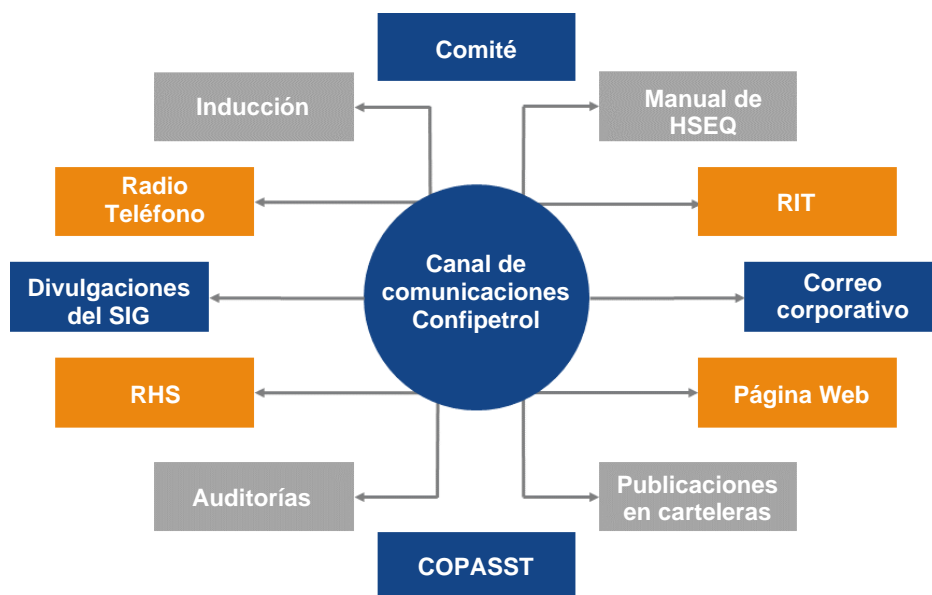 Comité
Inducción
Manual de
HSEQ
Radio
Teléfono
RIT
Divulgaciones
del SIG
Canal de
comunicaciones
Confipetrol
Correo
corporativo
RHS
Página Web
Auditorías
Publicaciones
en carteleras
COPASST